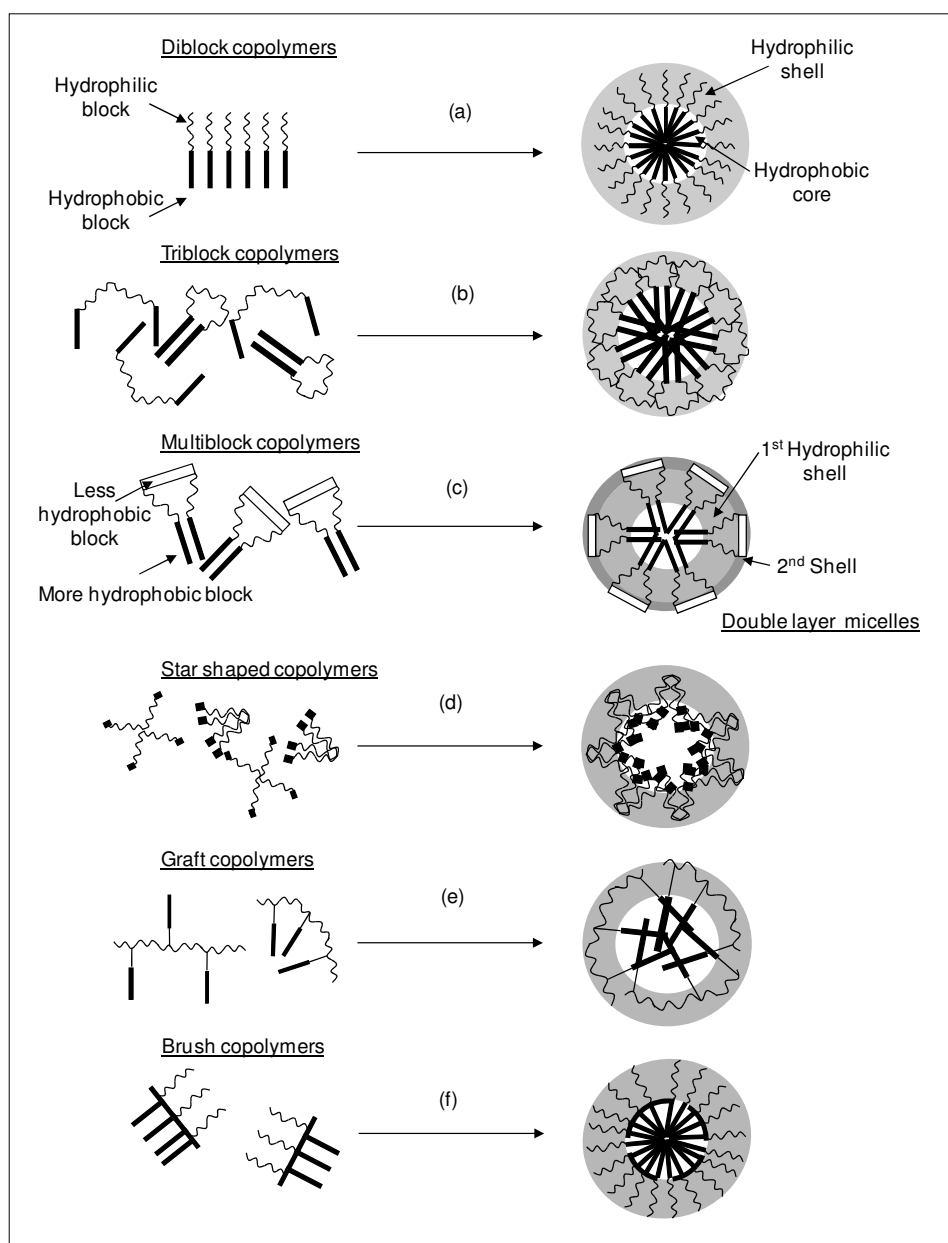 Diblock copolymers
Hydrophilic
block
Hydrophobic
block
(a)
Hydrophilic
shell
Hydrophobic
core
Triblock copolymers
(b)
Multiblock copolymers
Less
hydrophobic
block
More hydrophobic block
(c)
1st Hydrophilic
shell
2nd Shell
Double layer micelles
Star shaped copolymers
(d)
Graft copolymers
(e)
Brush copolymers
(f)